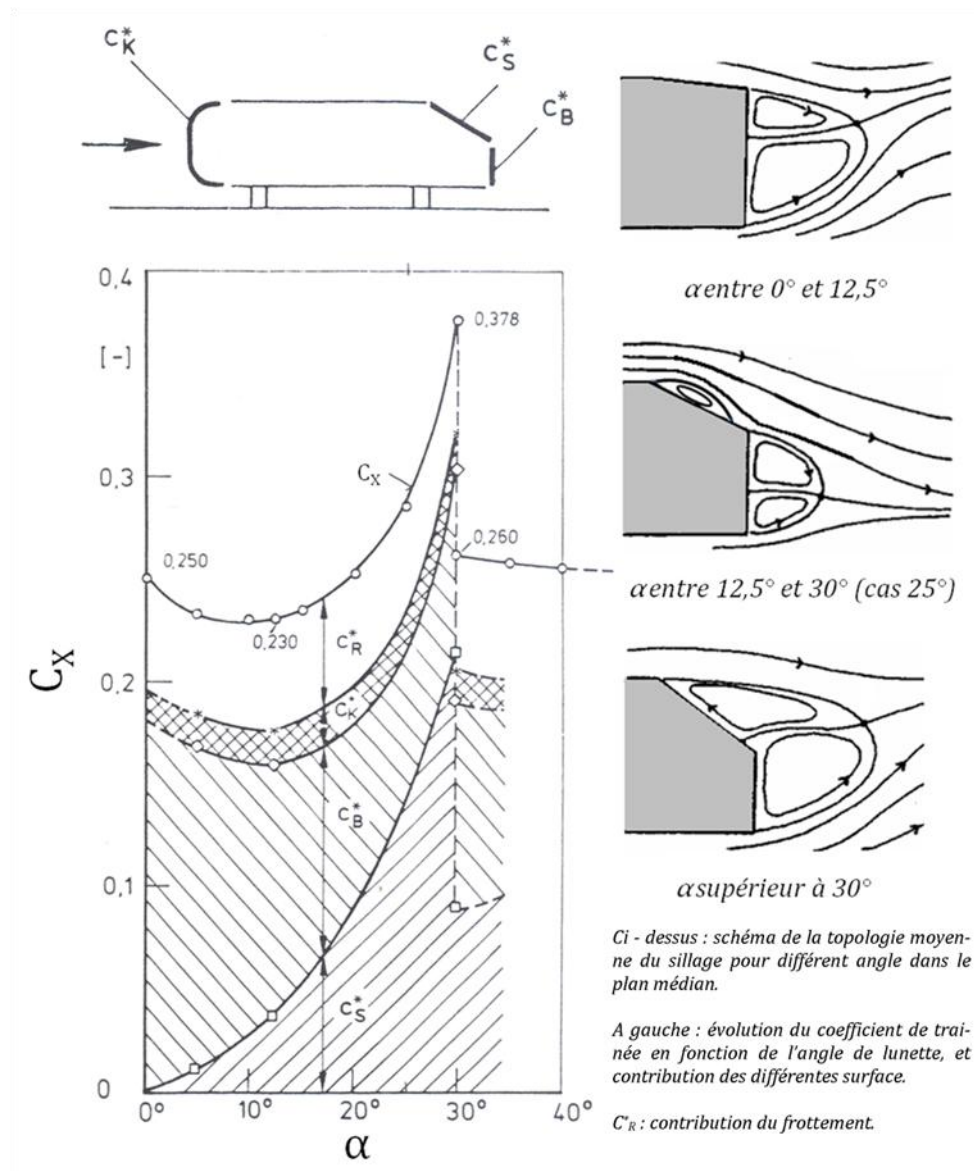 C*K
C*S
C*B
0,4
[-]
0,378
0,3
CX
0,260
0,250
0,230
C*R
CX
0,2
C*K
C*B
0,1
C*S
0
0° 10° 20° 30° 40°
α
α entre 0° et 12,5°
α entre 12,5° et 30° (cas 25°)
α supérieur à 30°
Ci - dessus : schéma de la topologie moyen-
ne du sillage pour différent angle dans le
plan médian.
A gauche : évolution du coefficient de trai-
née en fonction de l'angle de lunette, et
contribution des différentes surface.
C*R : contribution du frottement.